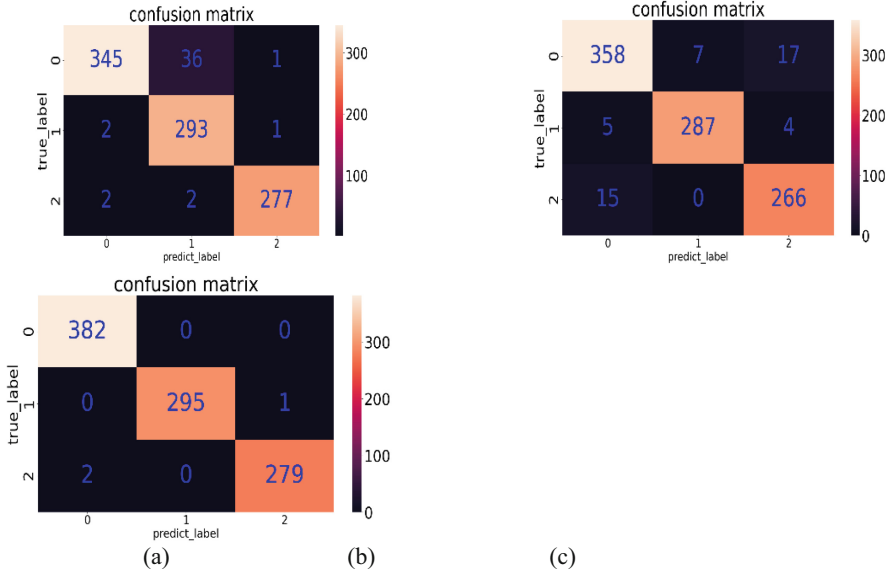 confusion matrix
0 345 36 1 300
true_label 1 2 293 1 200
2 2 2 277 100
0 1 2
predict_label
confusion matrix
0 358 7 17 300
true_label 1 5 287 4 200
100
2 15 0 266 0
0 1 2
predict_label
confusion matrix
0 382 0 0 300
true_label 1 0 295 1 200
100
2 2 0 279 0
0 1 2
predict_label
(a) (b) (c)